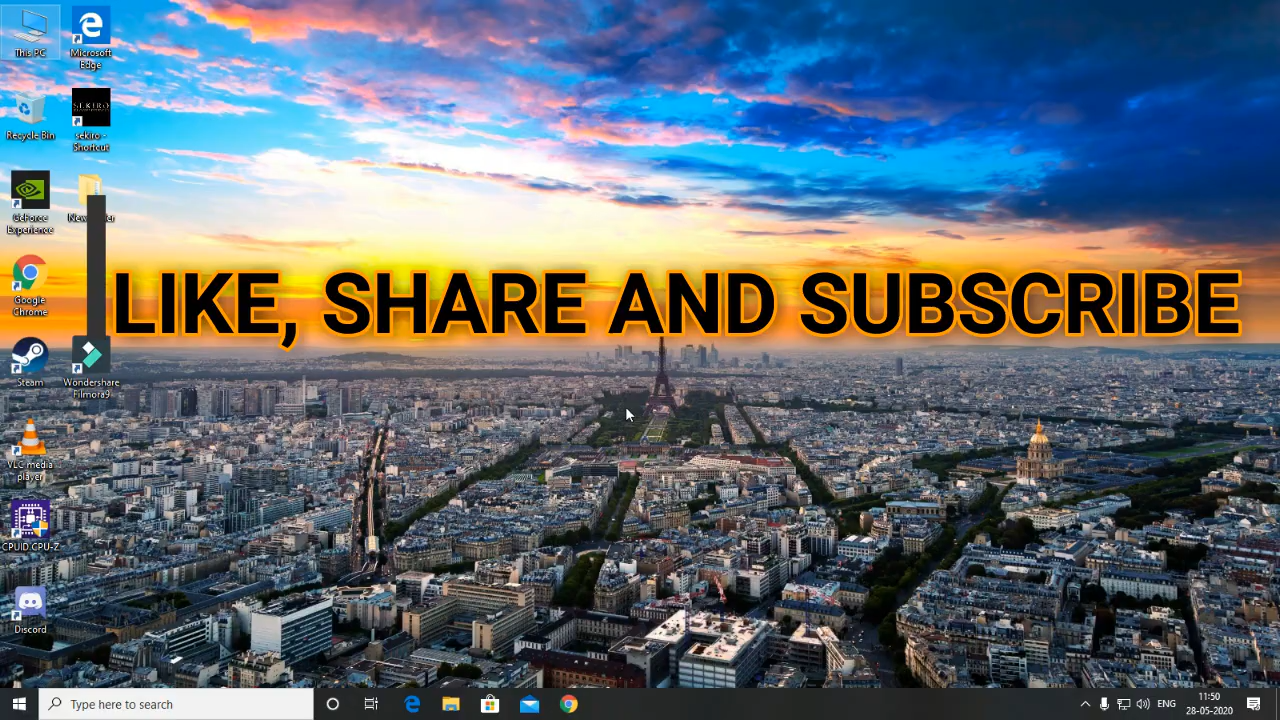 This PC
Microsoft
Edge
Recycle Bin
SEKIRO
sekiro -
Shortcut
GeForce
Experience
Google
Chrome
LIKE, SHARE AND SUBSCRIBE
Steam
Wondershare
Filmora9
VLC media
player
CPUID CPU-Z
Discord
Type here to search
ENG
11:50
28-05-2020